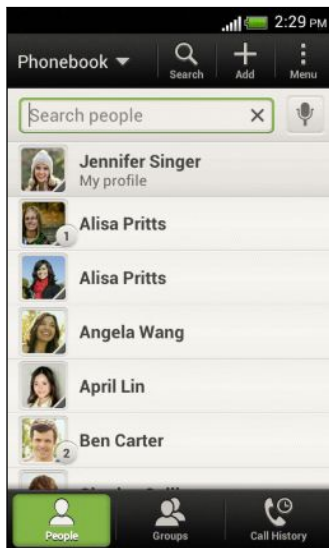 2:29 PM
Phonebook
Search
Add
Menu
Search people
Jennifer Singer
My profile
1
Alisa Pritts
Alisa Pritts
Angela Wang
April Lin
2
Ben Carter
People
Groups
Call History